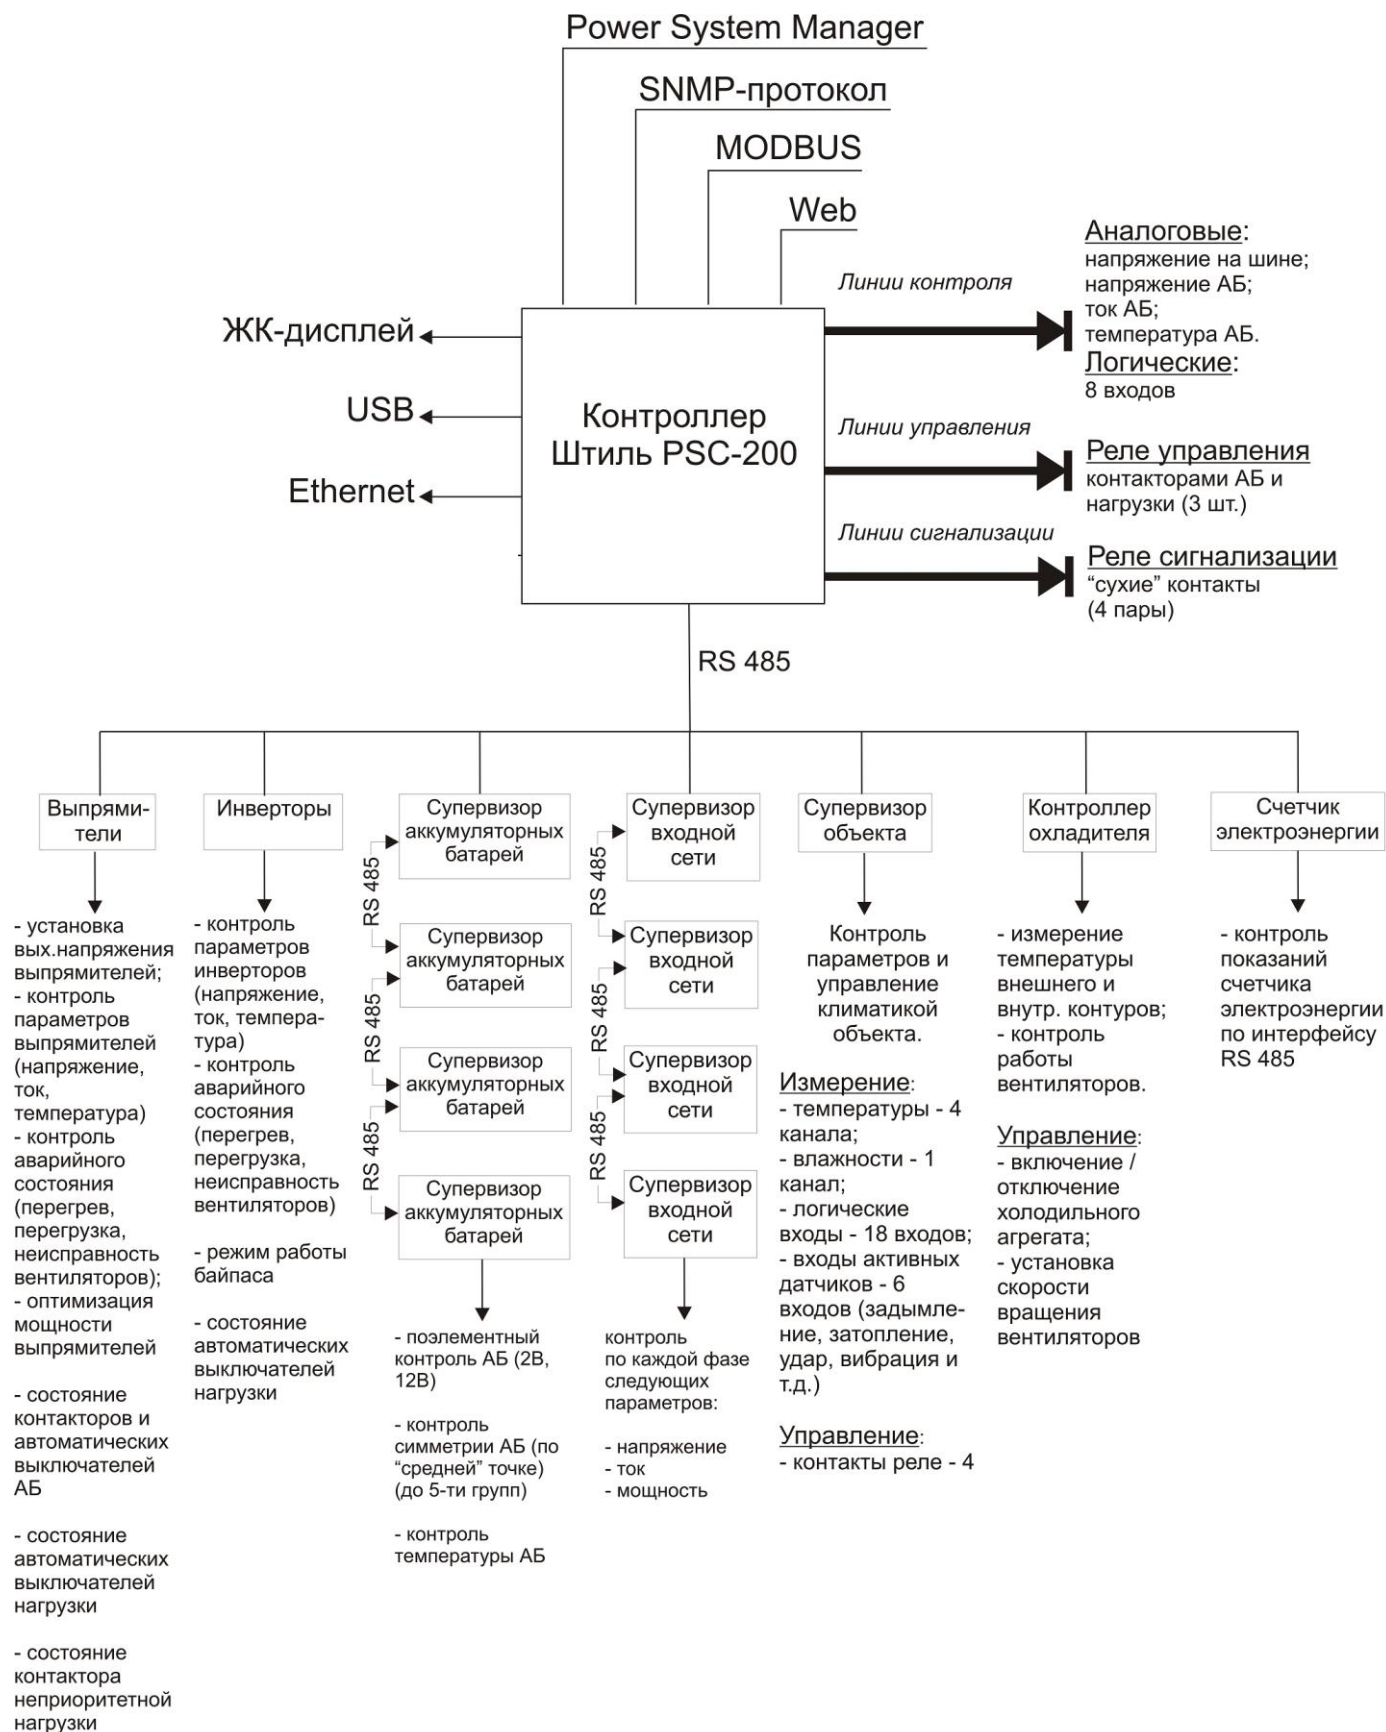 Power System Manager
SNMP-протокол
MODBUS
Web
ЖК-дисплей
USB
Ethernet
Контроллер
Штиль PSC-200
Линии контроля
Аналоговые:
напряжение на шине;
напряжение АБ;
ток АБ;
температура АБ.
Логические:
8 входов
Линии управления
Реле управления
контакторами АБ и
нагрузки (3 шт.)
Линии сигнализации
Реле сигнализации
“сухие” контакты
(4 пары)
RS 485
Выпрями-
тели
- установка
вых.напряжения
выпрямителей;
- контроль
параметров
выпрямителей
(напряжение,
ток,
температура)
- контроль
аварийного
состояния
(перегрев,
перегрузка,
неисправность
вентиляторов);
- оптимизация
мощности
выпрямителей
- состояние
контакторов и
автоматических
выключателей
АБ
- состояние
автоматических
выключателей
нагрузки
- состояние
контактора
неприоритетной
нагрузки
Инверторы
- контроль
параметров
инверторов
(напряжение,
ток, темпера-
тура)
- контроль
аварийного
состояния
(перегрев,
перегрузка,
неисправность
вентиляторов)
- режим работы
байпаса
- состояние
автоматических
выключателей
нагрузки
Супервизор
аккумуляторных
батарей
RS 485
Супервизор
аккумуляторных
батарей
RS 485
Супервизор
аккумуляторных
батарей
RS 485
Супервизор
аккумуляторных
батарей
- поэлементный
контроль АБ (2В,
12В)
- контроль
симметрии АБ (по
“средней” точке)
(до 5-ти групп)
- контроль
температуры АБ
Супервизор
входной
сети
RS 485
Супервизор
входной
сети
RS 485
Супервизор
входной
сети
RS 485
Супервизор
входной
сети
контроль
по каждой фазе
следующих
параметров:
- напряжение
- ток
- мощность
Супервизор
объекта
Контроль
параметров и
управление
климатикой
объекта.
Измерение:
- температуры - 4
канала;
- влажности - 1
канал;
- логические
входы - 18 входов;
- входы активных
датчиков - 6
входов (задымле-
ние, затопление,
удар, вибрация и
т.д.)
Управление:
- контакты реле - 4
Контроллер
охладителя
- измерение
температуры
внешнего и
внутр. контуров;
- контроль
работы
вентиляторов.
Управление:
- включение /
отключение
холодильного
агрегата;
- установка
скорости
вращения
вентиляторов
Счетчик
электроэнергии
- контроль
показаний
счетчика
электроэнергии
по интерфейсу
RS 485